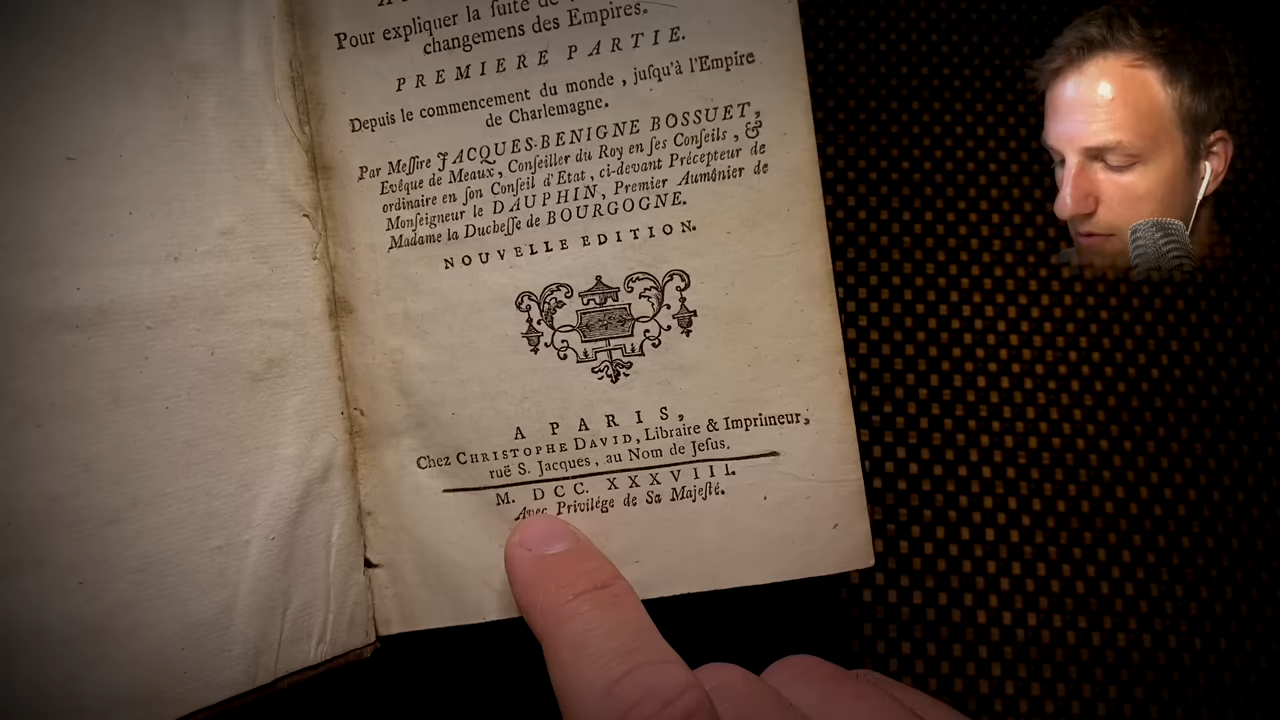 Pour expliquer la ſuite de
changemens des Empires.
PREMIERE PARTIE.
Depuis le commencement du monde, juſqu'à l'Empire
de Charlemagne.
Par Meſſire JACQUES-BENIGNE BOSSUET,
Evêque de Meaux, Conſeiller du Roy en ſes Conſeils, &
ordinaire en ſon Conſeil d'Etat, ci-devant Précepteur de
Monſeigneur le DAUPHIN, Premier Aumônier de
Madame la Ducheſſe de BOURGOGNE.
NOUVELLE EDITION.
A PARIS,
Chez CHRISTOPHE DAVID, Libraire & Imprimeur,
ruë S. Jacques, au Nom de Jeſus.
M. DCC. XXXVIII.
Avec Privilége de Sa Majeſté.